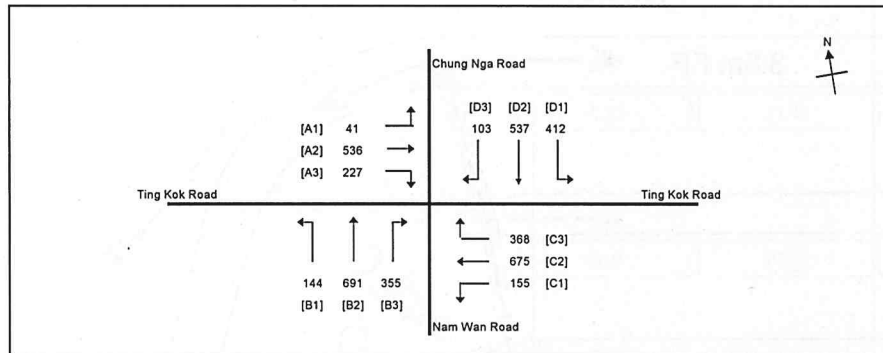 N
Chung Nga Road
[D3] [D2] [D1]
103 537 412
[A1] 41
[A2] 536
[A3] 227
Ting Kok Road
Ting Kok Road
368 [C3]
675 [C2]
155 [C1]
144 691 355
[B1] [B2] [B3]
Nam Wan Road